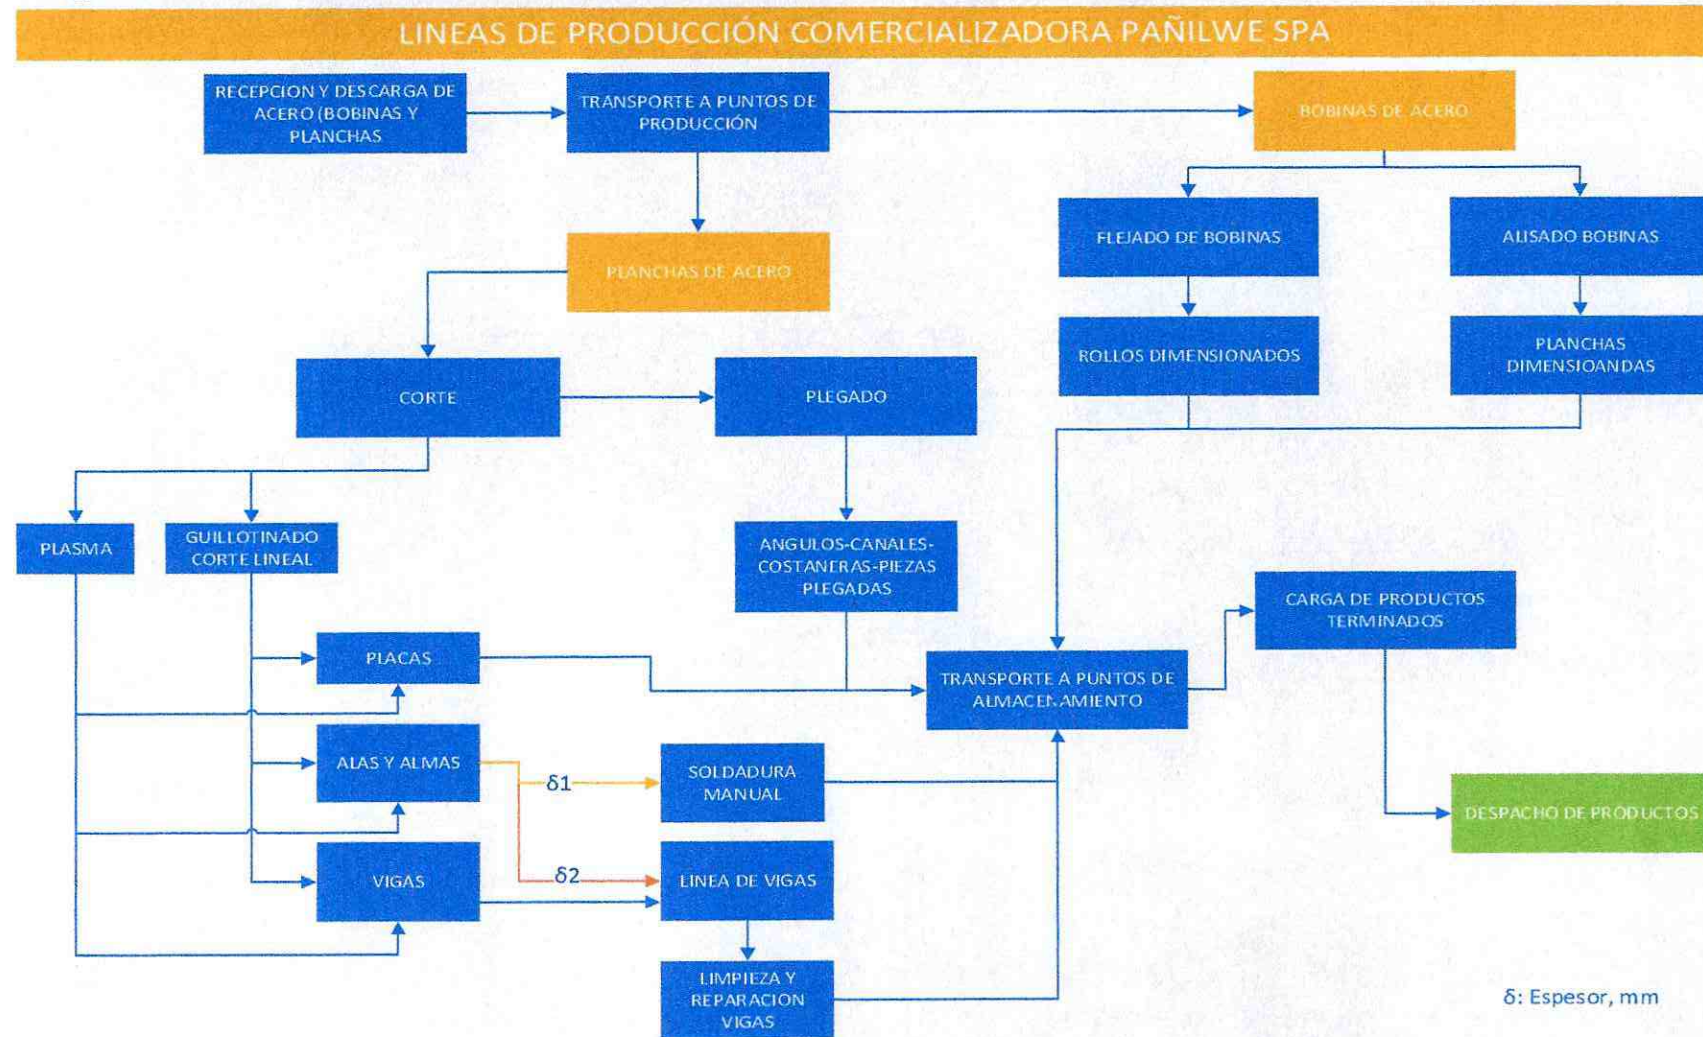 LINEAS DE PRODUCCIÓN COMERCIALIZADORA PAÑILWE SPA
RECEPCION Y DESCARGA DE
ACERO (BOBINAS Y
PLANCHAS
TRANSPORTE A PUNTOS DE
PRODUCCIÓN
BOBINAS DE ACERO
FLEJADO DE BOBINAS
ALISADO BOBINAS
PLANCHAS DE ACERO
ROLLOS DIMENSIONADOS
PLANCHAS
DIMENSIOANDAS
CORTE
PLEGADO
PLASMA
GUILLOTINADO
CORTE LINEAL
ANGULOS-CANALES-
COSTANERAS-PIEZAS
PLEGADAS
CARGA DE PRODUCTOS
TERMINADOS
PLACAS
TRANSPORTE A PUNTOS DE
ALMACENAMIENTO
ALAS Y ALMAS
δ1
SOLDADURA
MANUAL
DESPACHO DE PRODUCTOS
VIGAS
δ2
LINEA DE VIGAS
LIMPIEZA Y
REPARACION
VIGAS
δ: Espesor, mm